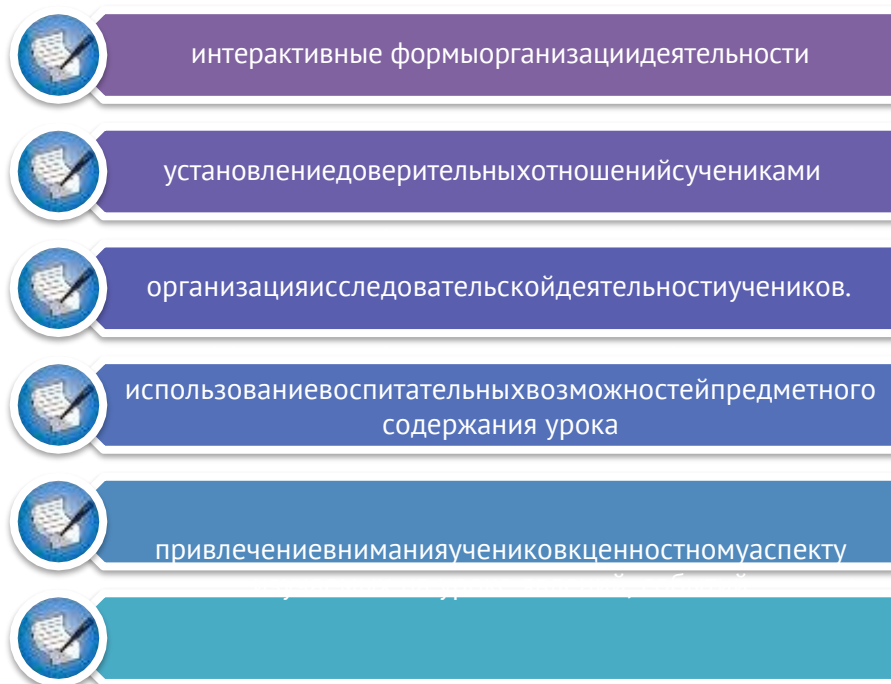 интерактивные формыорганизациидеятельности
установлениедоверительныхотношенийсучениками
организацияисследовательскойдеятельностиучеников.
использованиевоспитательныхвозможностейпредметного
содержания урока
привлечениевниманияучениковкценностномуаспекту